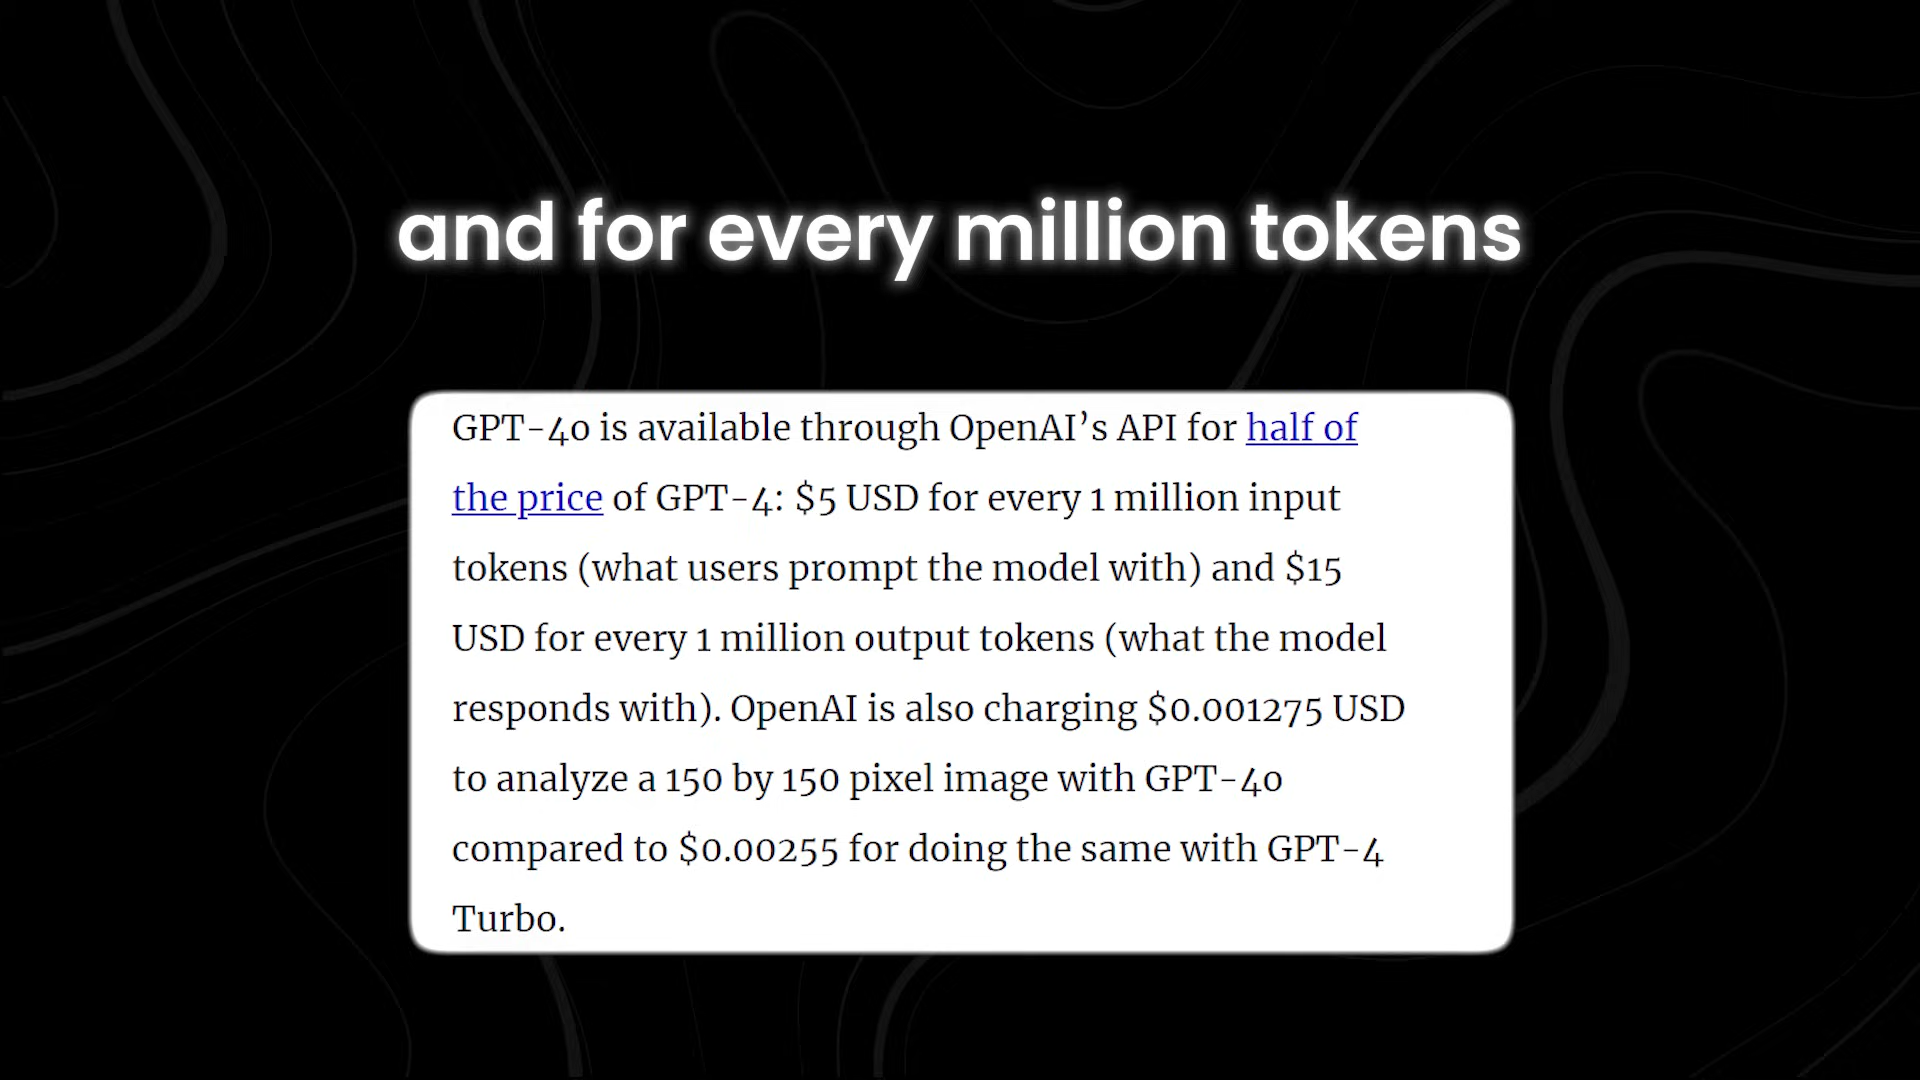 and for every million tokens
GPT-4o is available through OpenAI’s API for half of
the price of GPT-4: $5 USD for every 1 million input
tokens (what users prompt the model with) and $15
USD for every 1 million output tokens (what the model
responds with). OpenAI is also charging $0.001275 USD
to analyze a 150 by 150 pixel image with GPT-4o
compared to $0.00255 for doing the same with GPT-4
Turbo.